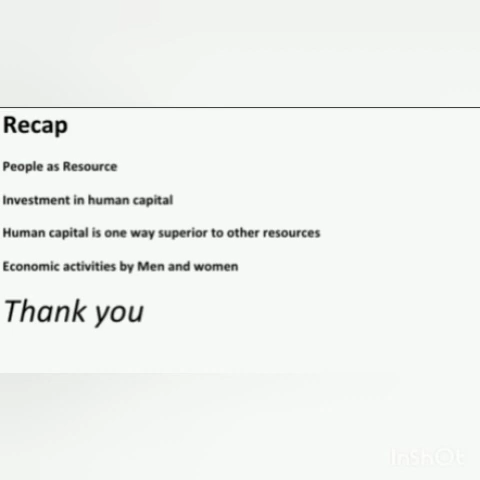 Recap
People as Resource
Investment in human capital
Human capital is one way superior to other resources
Economic activities by Men and women
Thank you
InShOt